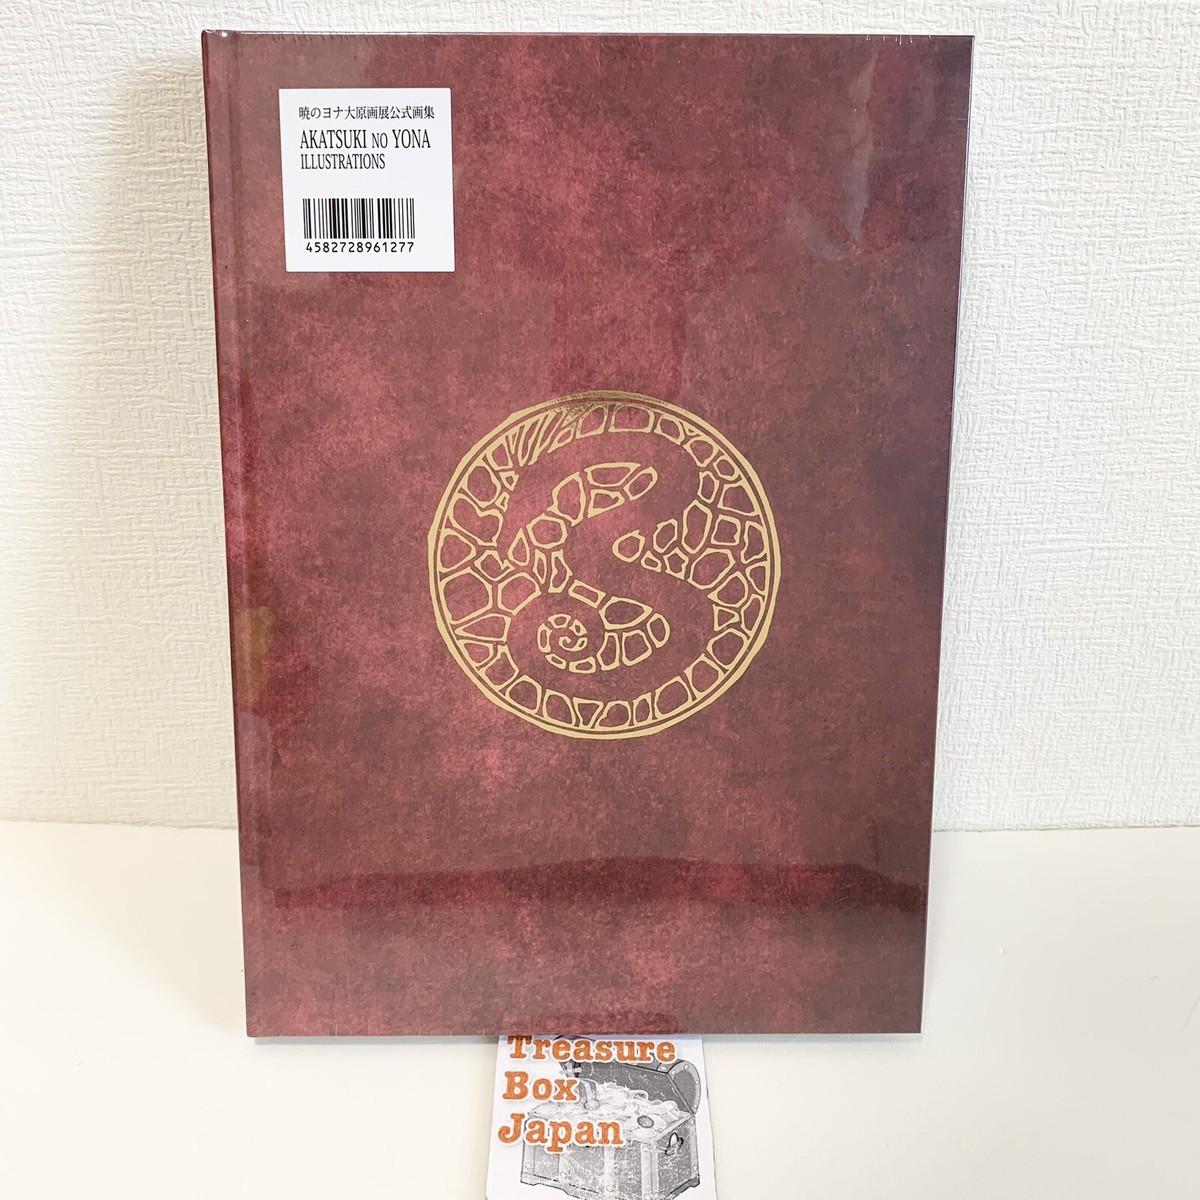 暁のヨナ大原画展公式画集
AKATSUKI NO YONA
ILLUSTRATIONS
4582728961277
Treasure
Box
Japan